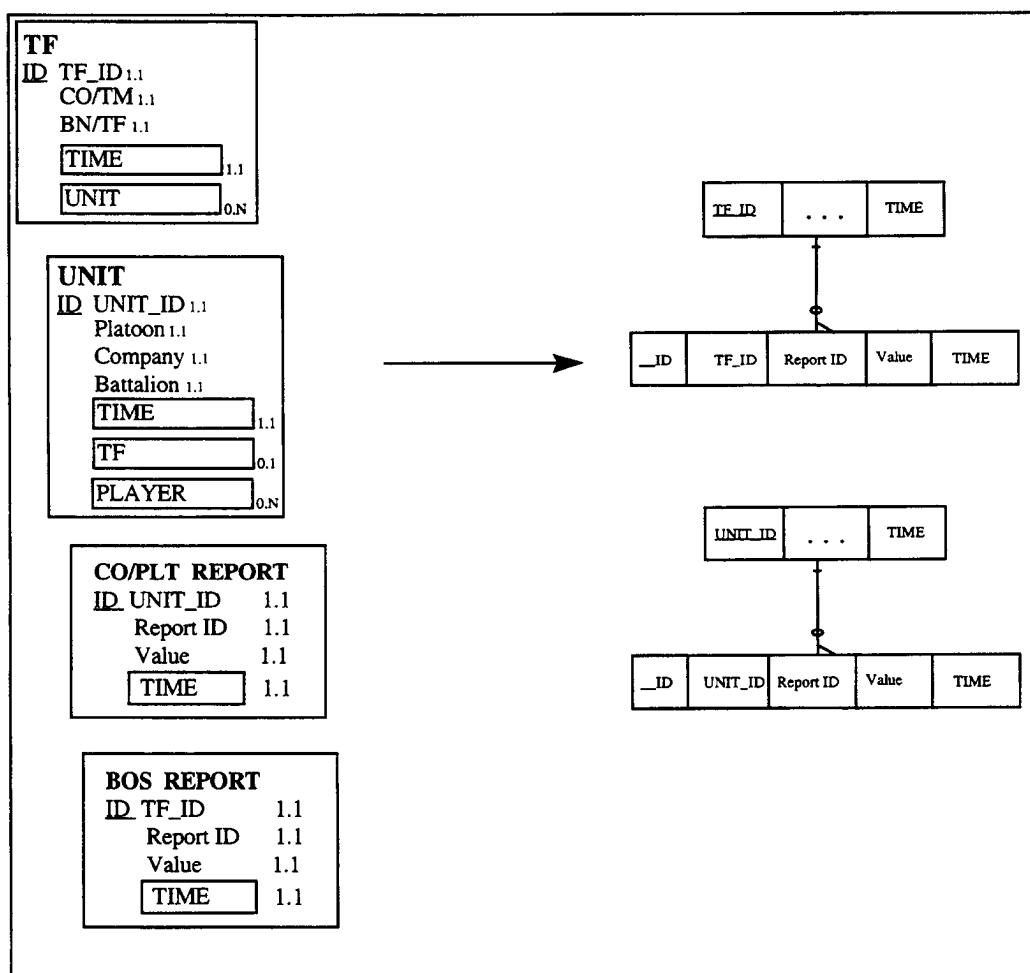 TF
ID TF_ID 1.1
CO/TM 1.1
BN/TF 1.1
TIME 1.1
UNIT 0.N
UNIT
ID UNIT_ID 1.1
Platoon 1.1
Company 1.1
Battalion 1.1
TIME 1.1
TF 0.1
PLAYER 0.N
CO/PLT REPORT
ID UNIT_ID 1.1
Report ID 1.1
Value 1.1
TIME 1.1
BOS REPORT
ID TF_ID 1.1
Report ID 1.1
Value 1.1
TIME 1.1
TF_ID . . . TIME
__ID TF_ID Report ID Value TIME
UNIT_ID . . . TIME
__ID UNIT_ID Report ID Value TIME